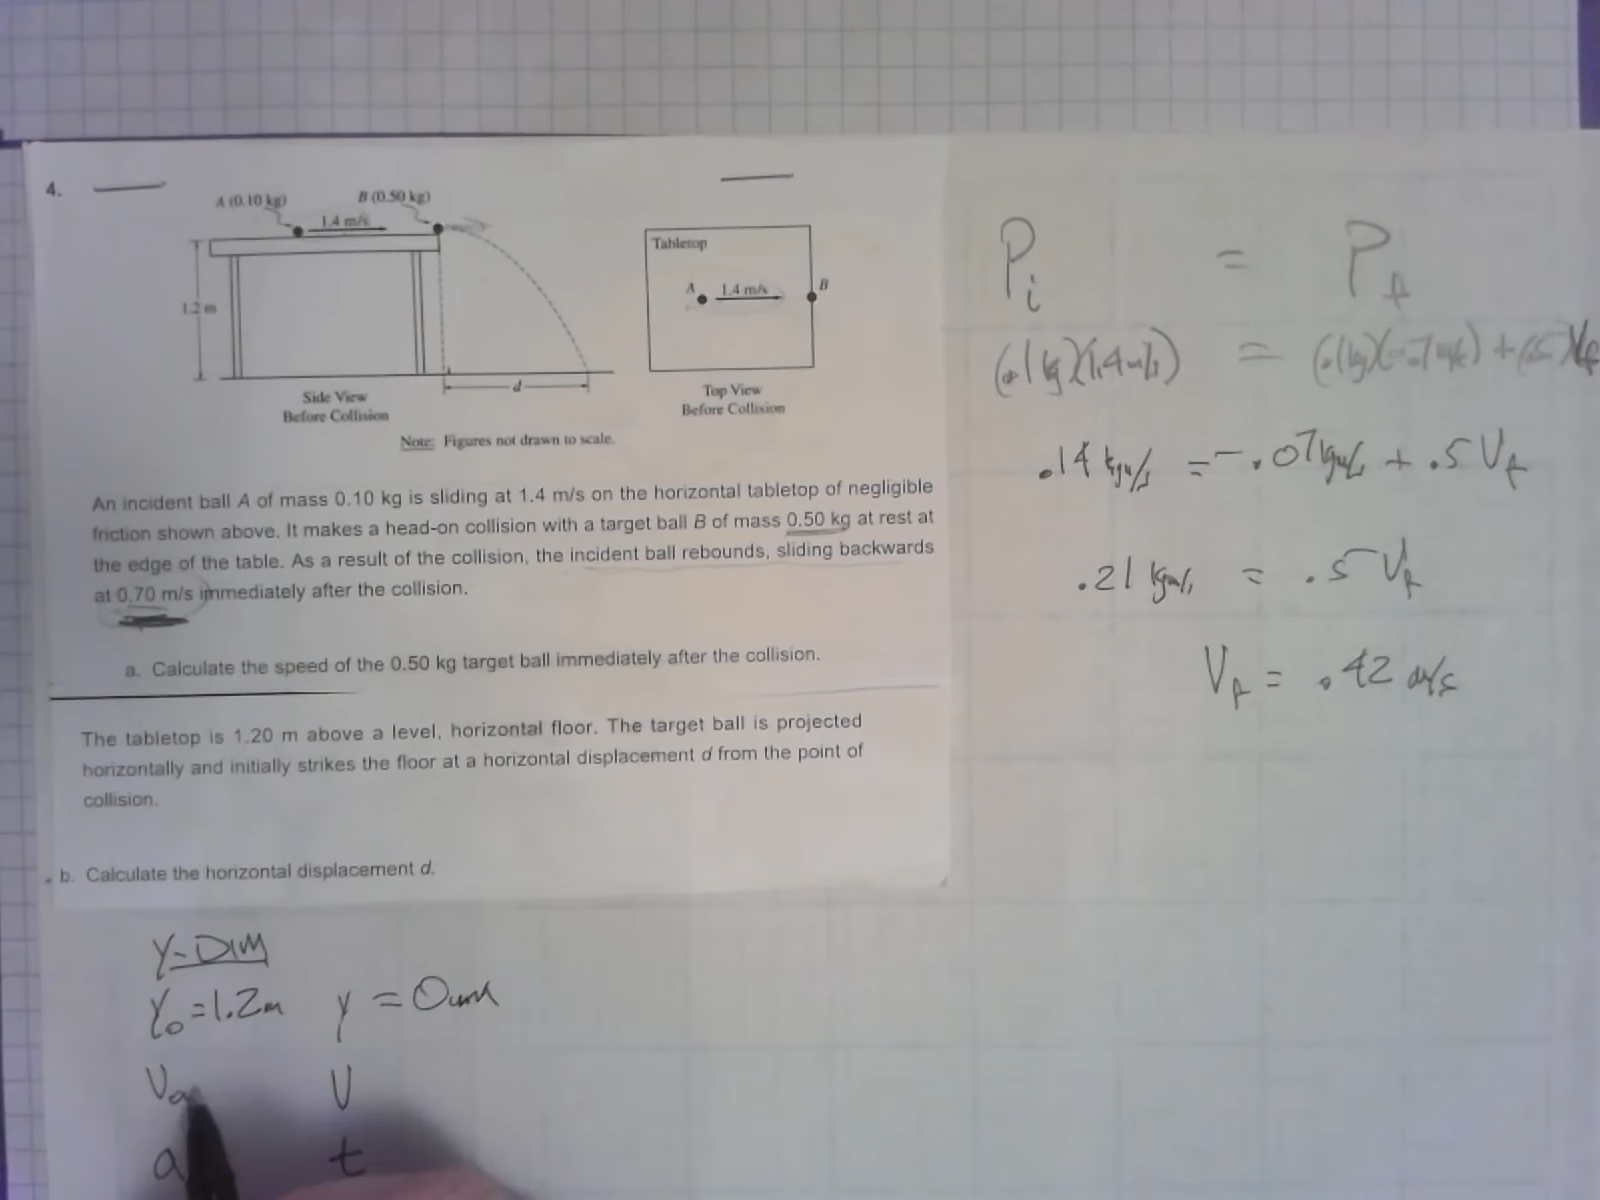 4.
A (0.10 kg)
B (0.50 kg)
1.4 m/s
1.2 m
d
Side View
Before Collision
Tabletop
A
1.4 m/s
B
Top View
Before Collision
Note: Figures not drawn to scale.
An incident ball A of mass 0.10 kg is sliding at 1.4 m/s on the horizontal tabletop of negligible
friction shown above. It makes a head-on collision with a target ball B of mass 0.50 kg at rest at
the edge of the table. As a result of the collision, the incident ball rebounds, sliding backwards
at 0.70 m/s immediately after the collision.
a. Calculate the speed of the 0.50 kg target ball immediately after the collision.
The tabletop is 1.20 m above a level, horizontal floor. The target ball is projected
horizontally and initially strikes the floor at a horizontal displacement d from the point of
collision.
b. Calculate the horizontal displacement d.
Pi = Pf
(.1kg)(1.4m/s) = (.1kg)(-.7m/s) + (.5)Vf
.14 kgm/s = -.07kgm/s + .5 Vf
.21 kgm/s = .5 Vf
Vf = .42 m/s
Y-DIM
Yo = 1.2m y = 0m
Vo V
a t